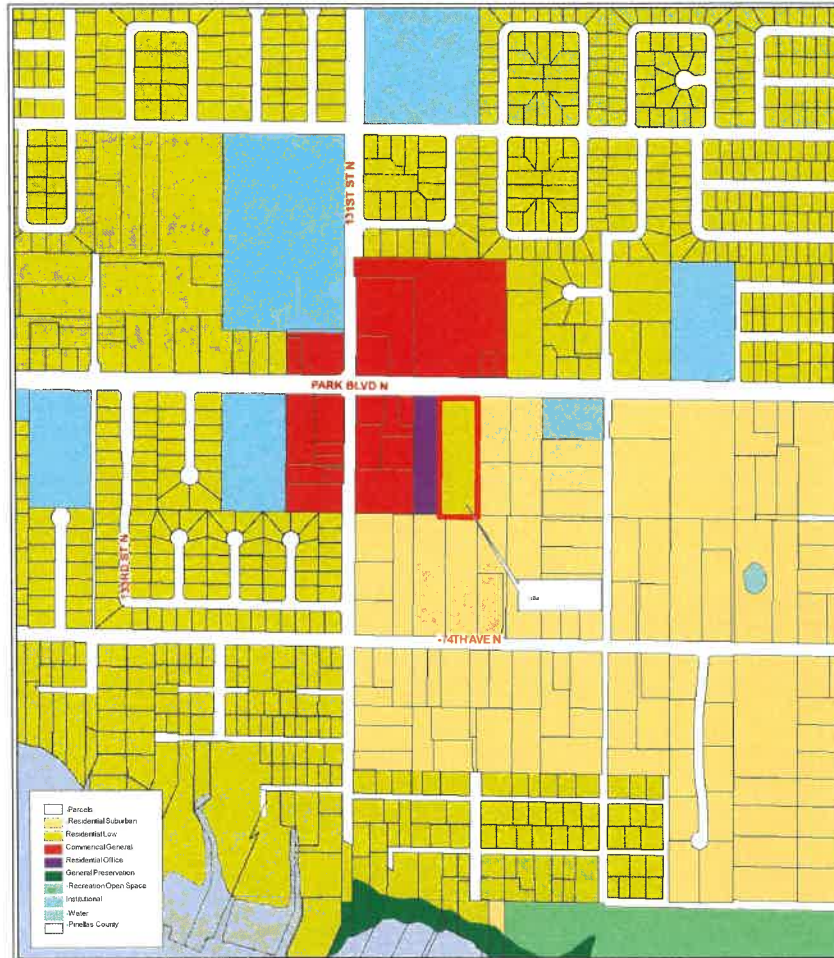 131ST ST N
PARK BLVD N
133RD ST N
-74TH AVE N
-Parcels
-Residential Suburban
Residential Low
Commerical General
Residential Office
General Preservation
-Recreation Open Space
Institutional
-Water
-Pinellas County